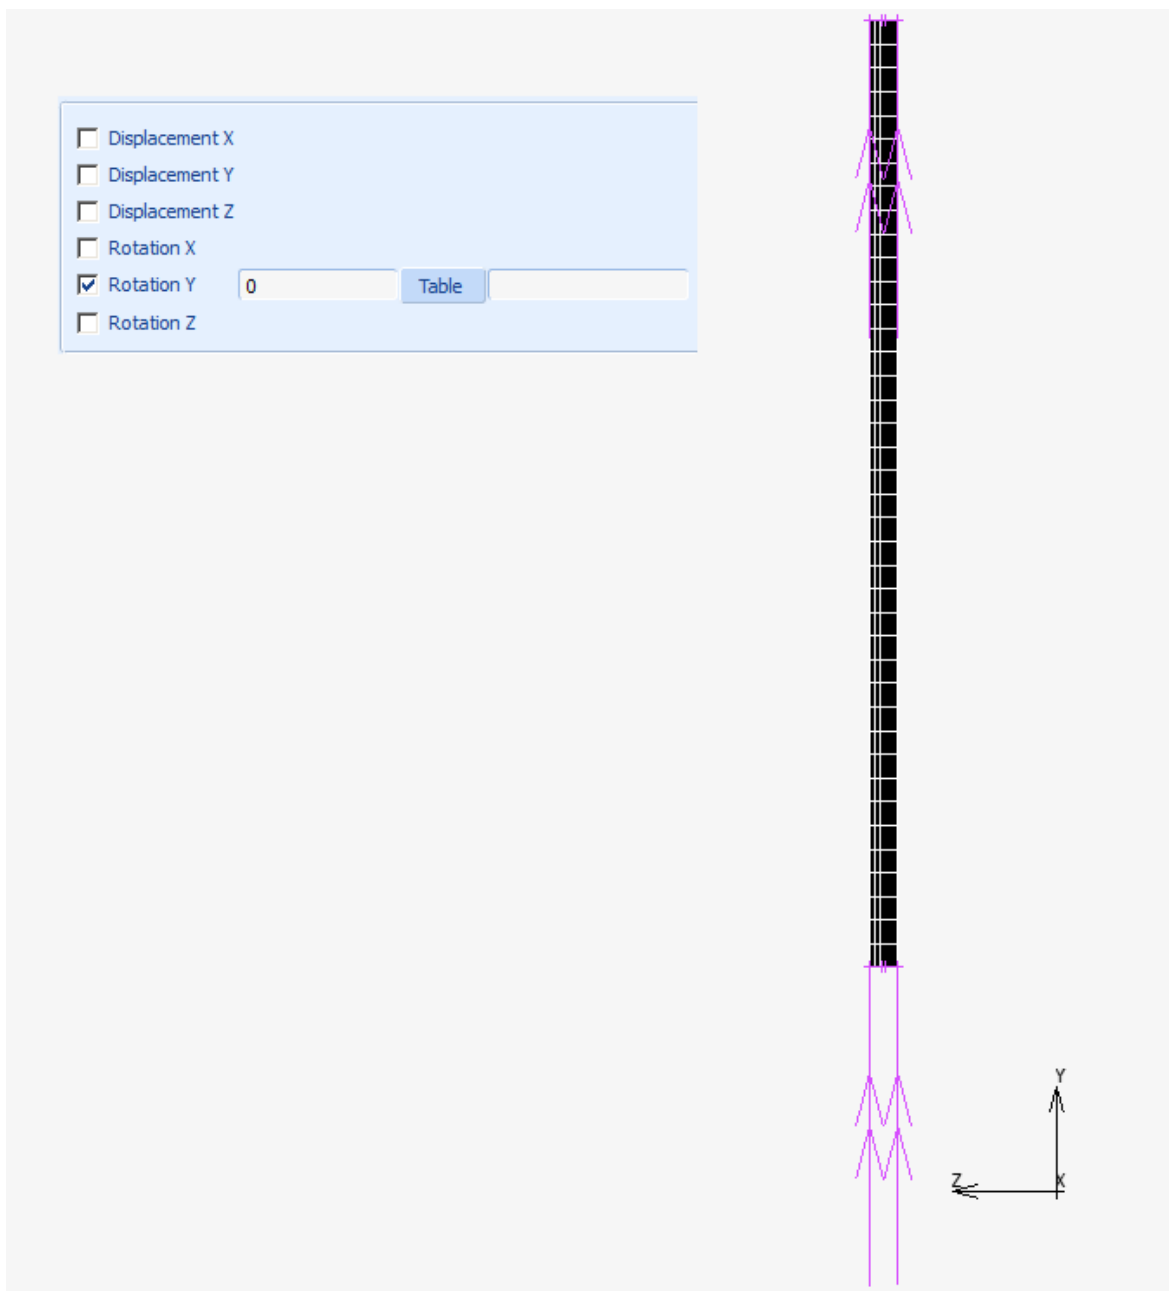 Displacement X
Displacement Y
Displacement Z
Rotation X
Rotation Y 0 Table
Rotation Z
Y
Z X